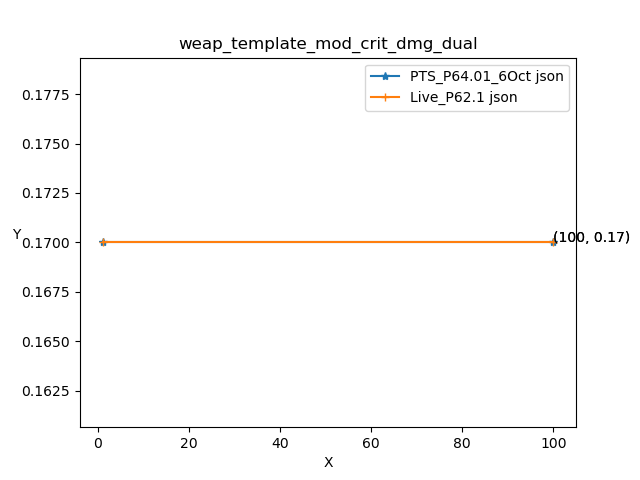 weap_template_mod_crit_dmg_dual
PTS_P64.01_6Oct json
Live_P62.1 json
0.1775
0.1750
0.1725
0.1700
0.1675
0.1650
0.1625
Y
(100, 0.17)
0 20 40 60 80 100
X